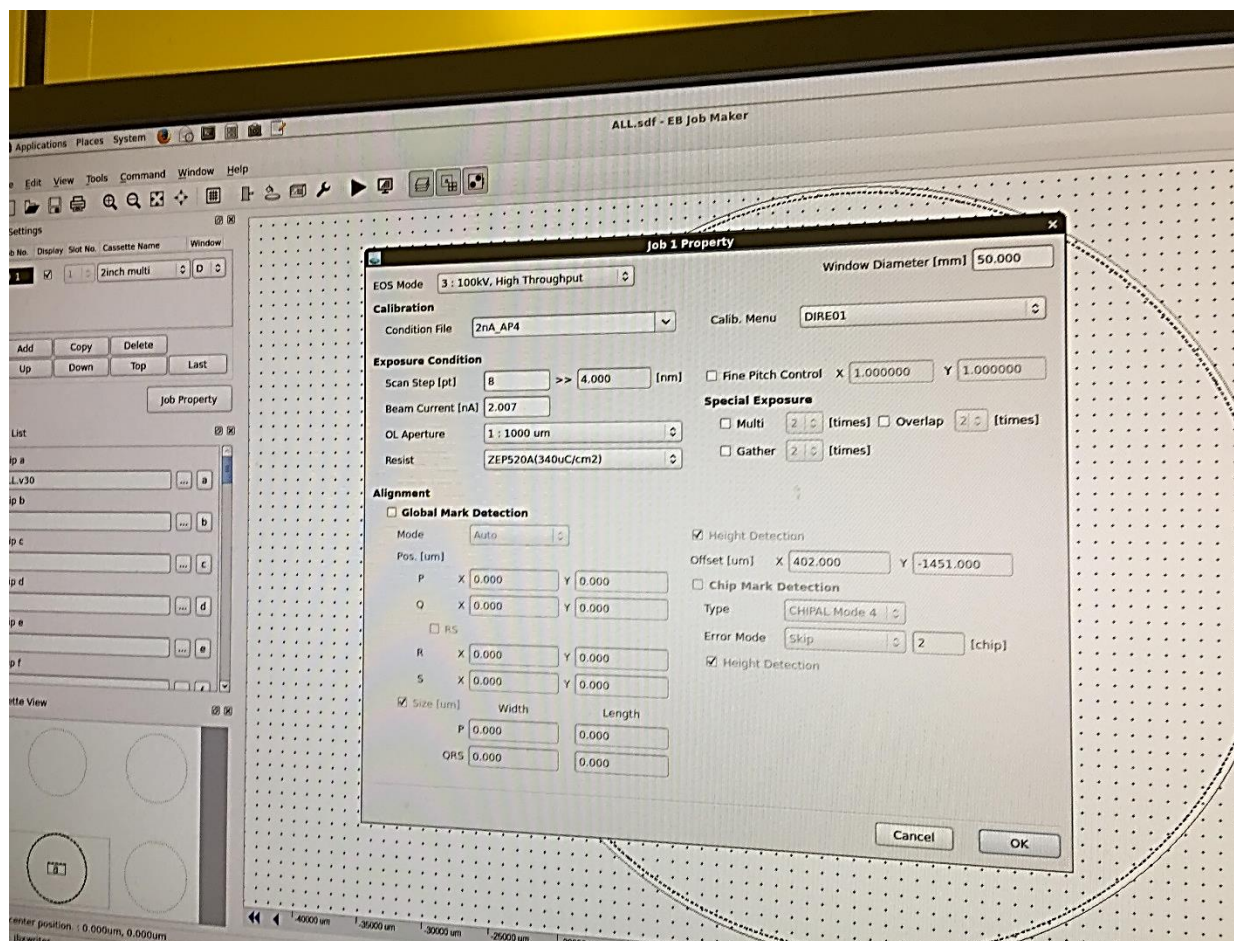 ALL.sdf - EB Job Maker
Applications Places System
Edit View Tools Command Window Help
Settings
No. Display Slot No. Cassette Name Window
1 1 2inch multi D
Add Copy Delete
Up Down Top Last
Job Property
List
a
.v30 ... a
b
... b
c
... c
d
... d
e
... e
f
View
center position : 0.000um, 0.000um
Job 1 Property
EOS Mode 3 : 100kV, High Throughput Window Diameter [mm] 50.000
Calibration
Condition File 2nA_AP4 Calib. Menu DIRE01
Exposure Condition
Scan Step [pt] 8 >> 4.000 [nm] Fine Pitch Control X 1.000000 Y 1.000000
Beam Current [nA] 2.007 Special Exposure
Multi 2 [times] Overlap 2 [times]
OL Aperture 1 : 1000 um
Gather 2 [times]
Resist ZEP520A(340uC/cm2)
Alignment
Global Mark Detection
Mode Auto Height Detection
Pos. [um] Offset [um] X 402.000 Y -1451.000
P X 0.000 Y 0.000 Chip Mark Detection
Q X 0.000 Y 0.000 Type CHIPAL Mode 4
RS Error Mode Skip 2 [chip]
R X 0.000 Y 0.000 Height Detection
S X 0.000 Y 0.000
Size [um] Width Length
P 0.000 0.000
QRS 0.000 0.000
Cancel OK
-40000 um -35000 um -30000 um -25000 um